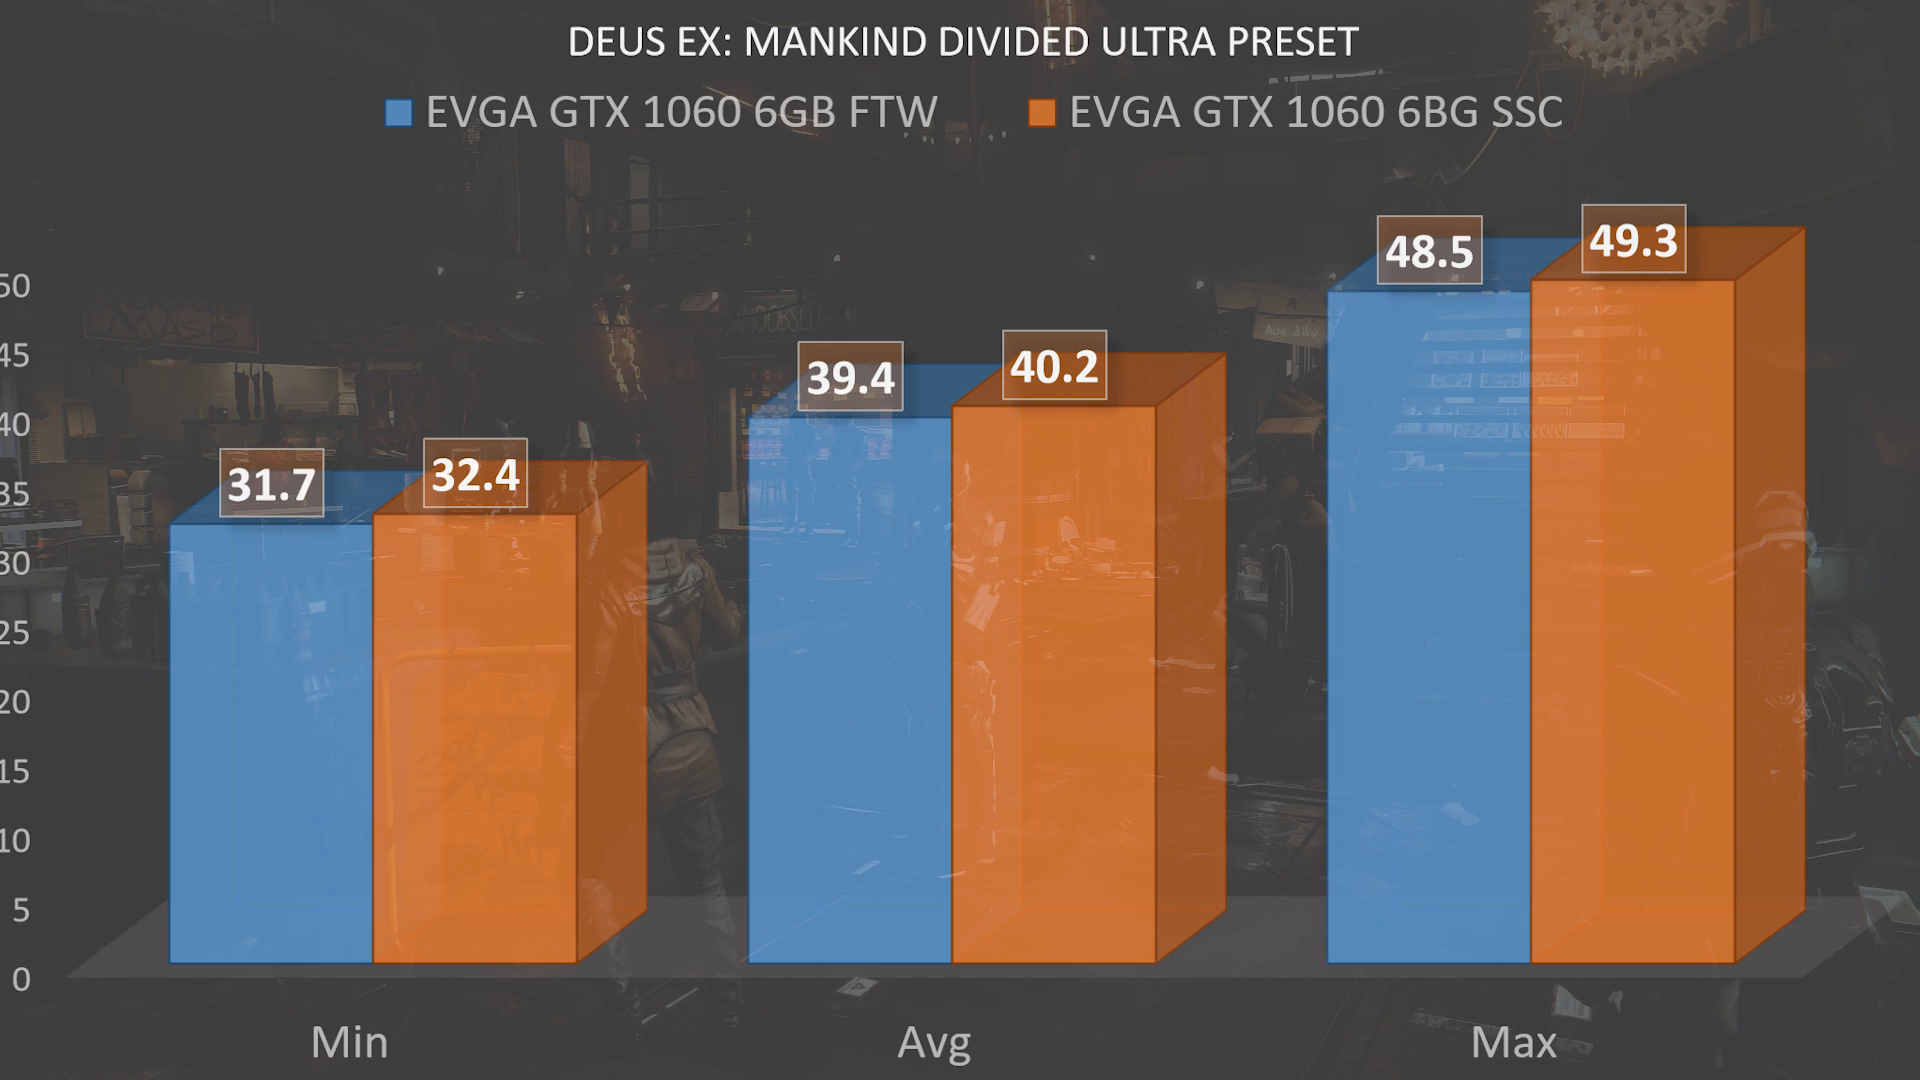 DEUS EX: MANKIND DIVIDED ULTRA PRESET
EVGA GTX 1060 6GB FTW
EVGA GTX 1060 6BG SSC
50
45
40
35
30
25
20
15
10
5
0
31.7
32.4
39.4
40.2
48.5
49.3
Min
Avg
Max